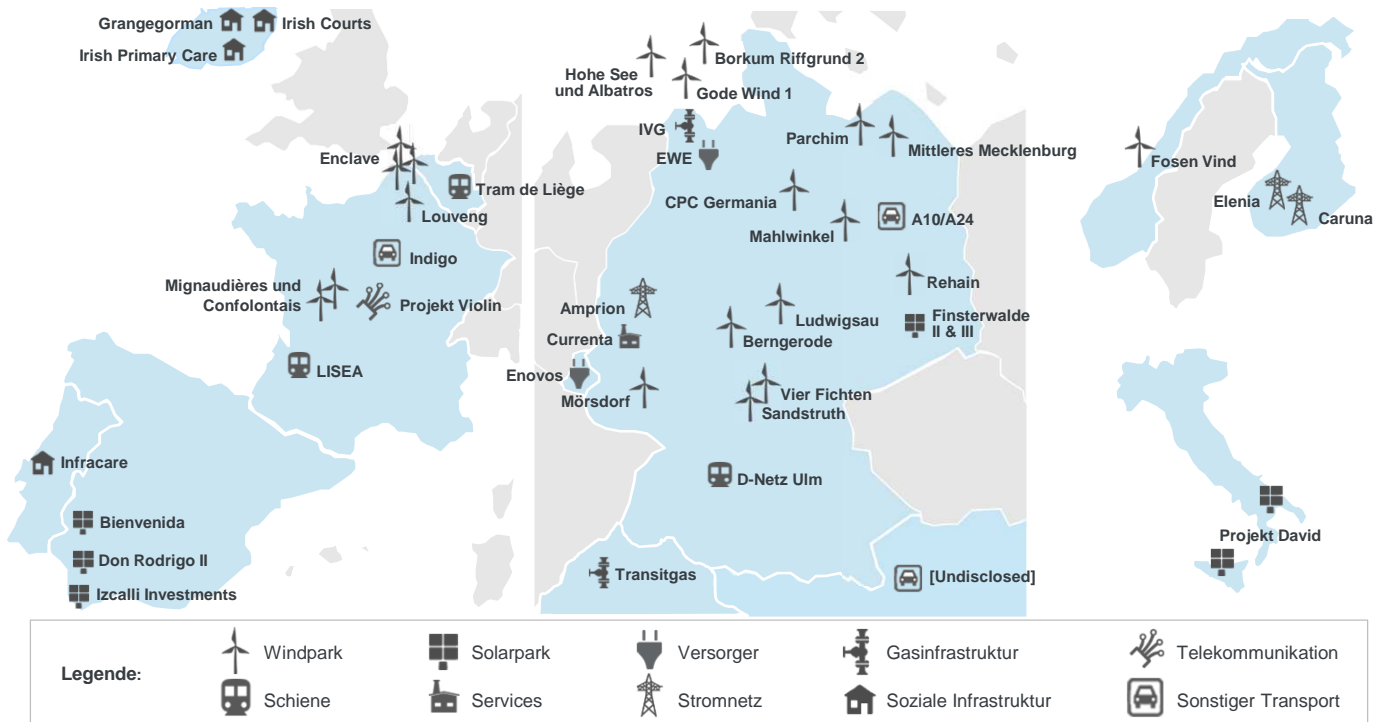 Grangegorman
Irish Courts
Irish Primary Care
Enclave
Tram de Liège
Louveng
Indigo
Mignaudières und
Confolontais
Projekt Violin
LISEA
Infracare
Bienvenida
Don Rodrigo II
Izcalli Investments
Hohe See
und Albatros
Borkum Riffgrund 2
Gode Wind 1
IVG
EWE
Parchim
Mittleres Mecklenburg
CPC Germania
Mahlwinkel
A10/A24
Rehain
Amprion
Ludwigsau
Finsterwalde
II & III
Currenta
Berngerode
Enovos
Mörsdorf
Vier Fichten
Sandstruth
D-Netz Ulm
Transitgas
[Undisclosed]
Fosen Vind
Elenia
Caruna
Projekt David
Legende:
Windpark
Solarpark
Versorger
Gasinfrastruktur
Telekommunikation
Schiene
Services
Stromnetz
Soziale Infrastruktur
Sonstiger Transport